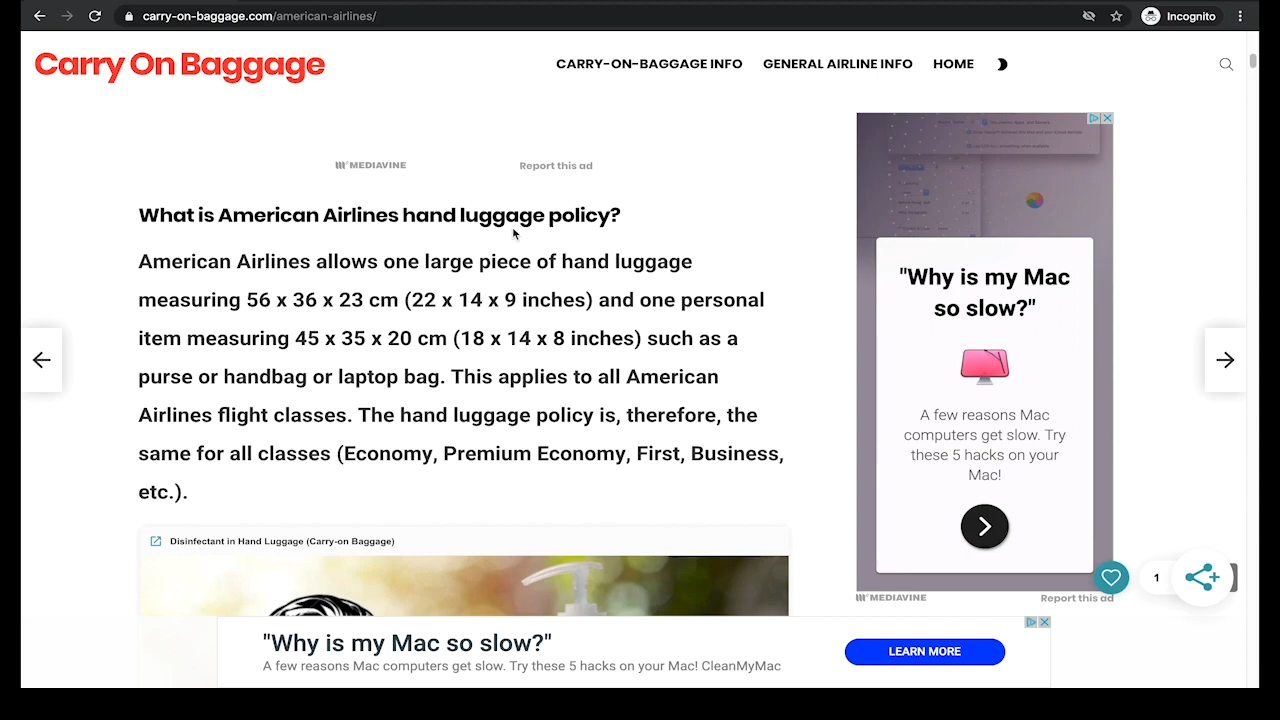 carry-on-baggage.com/american-airlines/
Incognito
Carry On Baggage
CARRY-ON-BAGGAGE INFO
GENERAL AIRLINE INFO
HOME
MEDIAVINE
Report this ad
What is American Airlines hand luggage policy?
American Airlines allows one large piece of hand luggage
measuring 56 x 36 x 23 cm (22 x 14 x 9 inches) and one personal
item measuring 45 x 35 x 20 cm (18 x 14 x 8 inches) such as a
purse or handbag or laptop bag. This applies to all American
Airlines flight classes. The hand luggage policy is, therefore, the
same for all classes (Economy, Premium Economy, First, Business,
etc.).
Disinfectant in Hand Luggage (Carry-on Baggage)
"Why is my Mac
so slow?"
A few reasons Mac
computers get slow. Try
these 5 hacks on your
Mac!
1
MEDIAVINE
Report this ad
"Why is my Mac so slow?"
A few reasons Mac computers get slow. Try these 5 hacks on your Mac! CleanMyMac
LEARN MORE